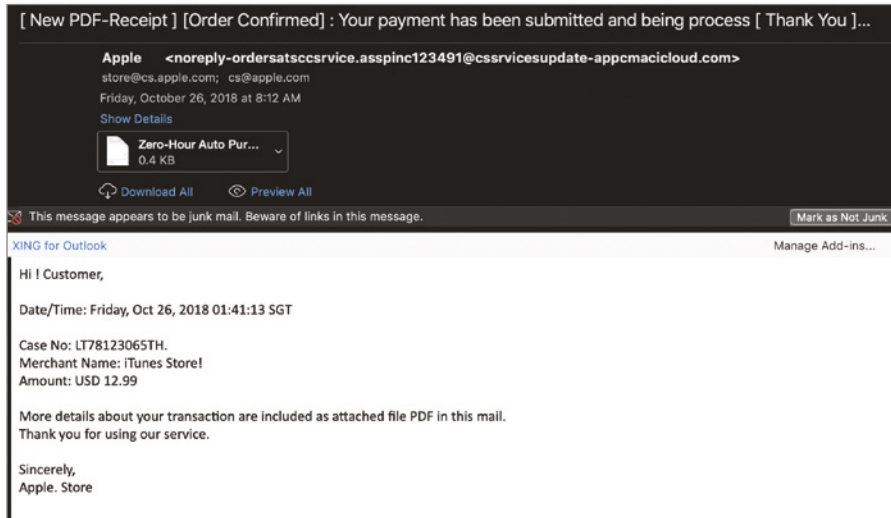 [ New PDF-Receipt ] [Order Confirmed] : Your payment has been submitted and being process [ Thank You ]...
Apple <noreply-ordersatsccsrvice.asspinc123491@cssrvicesupdate-appcmacicloud.com>
store@cs.apple.com; cs@apple.com
Friday, October 26, 2018 at 8:12 AM
Show Details
Zero-Hour Auto Pur...
0.4 KB
Download All Preview All
This message appears to be junk mail. Beware of links in this message. Mark as Not Junk
XING for Outlook Manage Add-ins...
Hi ! Customer,
Date/Time: Friday, Oct 26, 2018 01:41:13 SGT
Case No: LT78123065TH.
Merchant Name: iTunes Store!
Amount: USD 12.99
More details about your transaction are included as attached file PDF in this mail.
Thank you for using our service.
Sincerely,
Apple. Store